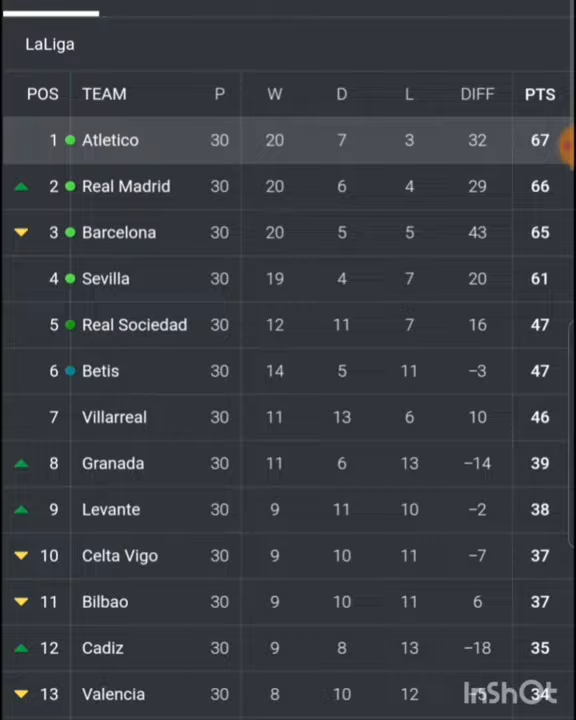 LaLiga
POS TEAM P W D L DIFF PTS
1 Atletico 30 20 7 3 32 67
2 Real Madrid 30 20 6 4 29 66
3 Barcelona 30 20 5 5 43 65
4 Sevilla 30 19 4 7 20 61
5 Real Sociedad 30 12 11 7 16 47
6 Betis 30 14 5 11 −3 47
7 Villarreal 30 11 13 6 10 46
8 Granada 30 11 6 13 −14 39
9 Levante 30 9 11 10 −2 38
10 Celta Vigo 30 9 10 11 −7 37
11 Bilbao 30 9 10 11 6 37
12 Cadiz 30 9 8 13 −18 35
13 Valencia 30 8 10 12 −5 34
InShOt